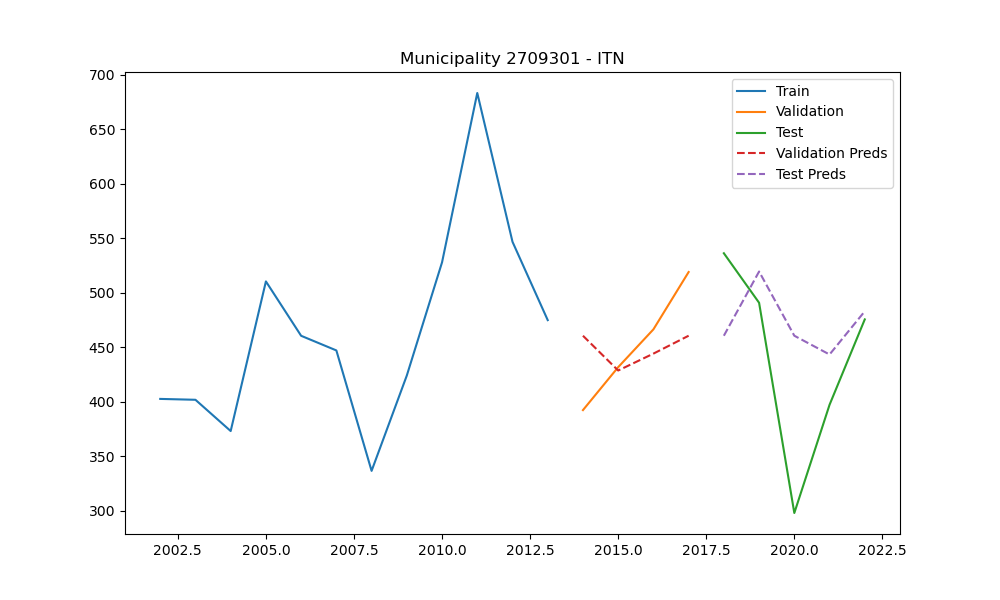 Municipality 2709301 - ITN
700
650
600
550
500
450
400
350
300
Train
Validation
Test
Validation Preds
Test Preds
2002.5 2005.0 2007.5 2010.0 2012.5 2015.0 2017.5 2020.0 2022.5